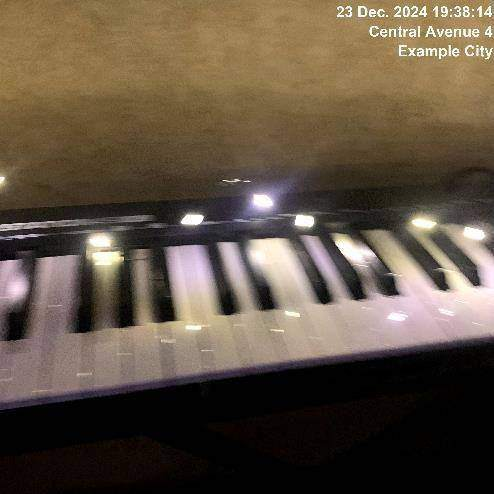 23 Dec. 2024 19:38:14
Central Avenue 4
Example City